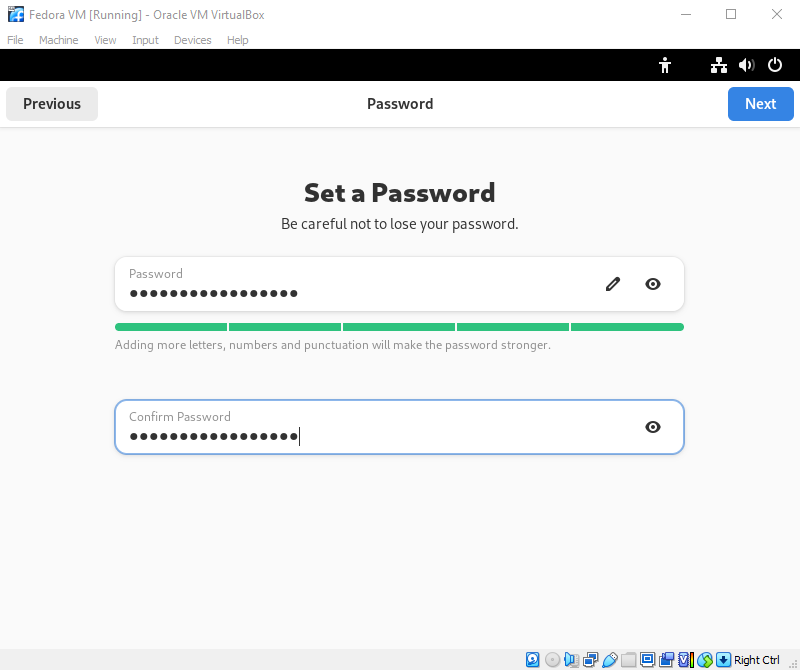 Fedora VM [Running] - Oracle VM VirtualBox
File Machine View Input Devices Help
Previous Password Next
Set a Password
Be careful not to lose your password.
Password
●●●●●●●●●●●●●●●●●
Adding more letters, numbers and punctuation will make the password stronger.
Confirm Password
●●●●●●●●●●●●●●●●●
Right Ctrl